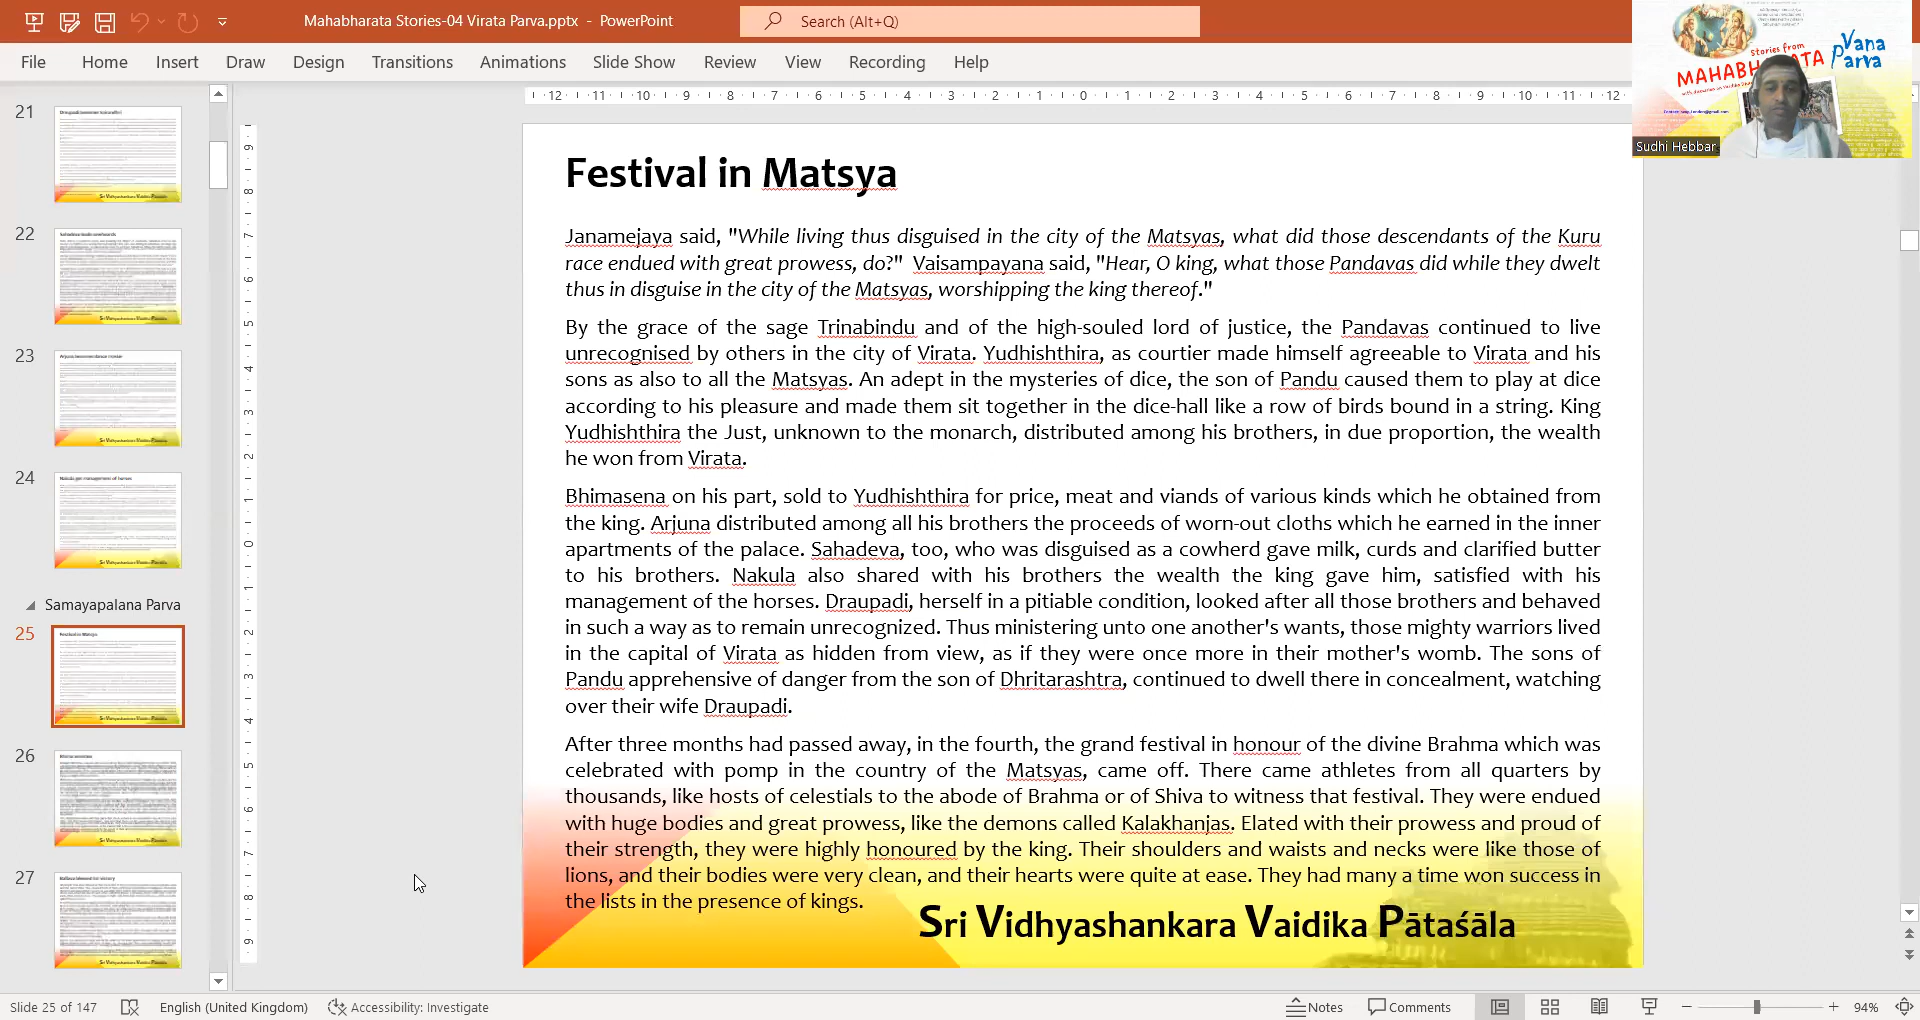 Mahabharata Stories-04 Virata Parva.pptx - PowerPoint
Search (Alt+Q)
File Home Insert Draw Design Transitions Animations Slide Show Review View Recording Help
Stories from
MAHABHARATA
Vana
Parva
Sudhi Hebbar
21
22
23
24
Samayapalana Parva
25
26
27
Festival in Matsya
Janamejaya said, "While living thus disguised in the city of the Matsyas, what did those descendants of the Kuru
race endued with great prowess, do?" Vaisampayana said, "Hear, O king, what those Pandavas did while they dwelt
thus in disguise in the city of the Matsyas, worshipping the king thereof."
By the grace of the sage Trinabindu and of the high-souled lord of justice, the Pandavas continued to live
unrecognised by others in the city of Virata. Yudhishthira, as courtier made himself agreeable to Virata and his
sons as also to all the Matsyas. An adept in the mysteries of dice, the son of Pandu caused them to play at dice
according to his pleasure and made them sit together in the dice-hall like a row of birds bound in a string. King
Yudhishthira the Just, unknown to the monarch, distributed among his brothers, in due proportion, the wealth
he won from Virata.
Bhimasena on his part, sold to Yudhishthira for price, meat and viands of various kinds which he obtained from
the king. Arjuna distributed among all his brothers the proceeds of worn-out cloths which he earned in the inner
apartments of the palace. Sahadeva, too, who was disguised as a cowherd gave milk, curds and clarified butter
to his brothers. Nakula also shared with his brothers the wealth the king gave him, satisfied with his
management of the horses. Draupadi, herself in a pitiable condition, looked after all those brothers and behaved
in such a way as to remain unrecognized. Thus ministering unto one another's wants, those mighty warriors lived
in the capital of Virata as hidden from view, as if they were once more in their mother's womb. The sons of
Pandu apprehensive of danger from the son of Dhritarashtra, continued to dwell there in concealment, watching
over their wife Draupadi.
After three months had passed away, in the fourth, the grand festival in honour of the divine Brahma which was
celebrated with pomp in the country of the Matsyas, came off. There came athletes from all quarters by
thousands, like hosts of celestials to the abode of Brahma or of Shiva to witness that festival. They were endued
with huge bodies and great prowess, like the demons called Kalakhanjas. Elated with their prowess and proud of
their strength, they were highly honoured by the king. Their shoulders and waists and necks were like those of
lions, and their bodies were very clean, and their hearts were quite at ease. They had many a time won success in
the lists in the presence of kings.
Sri Vidhyashankara Vaidika Pātaśāla
Slide 25 of 147 English (United Kingdom) Accessibility: Investigate Notes Comments 94%